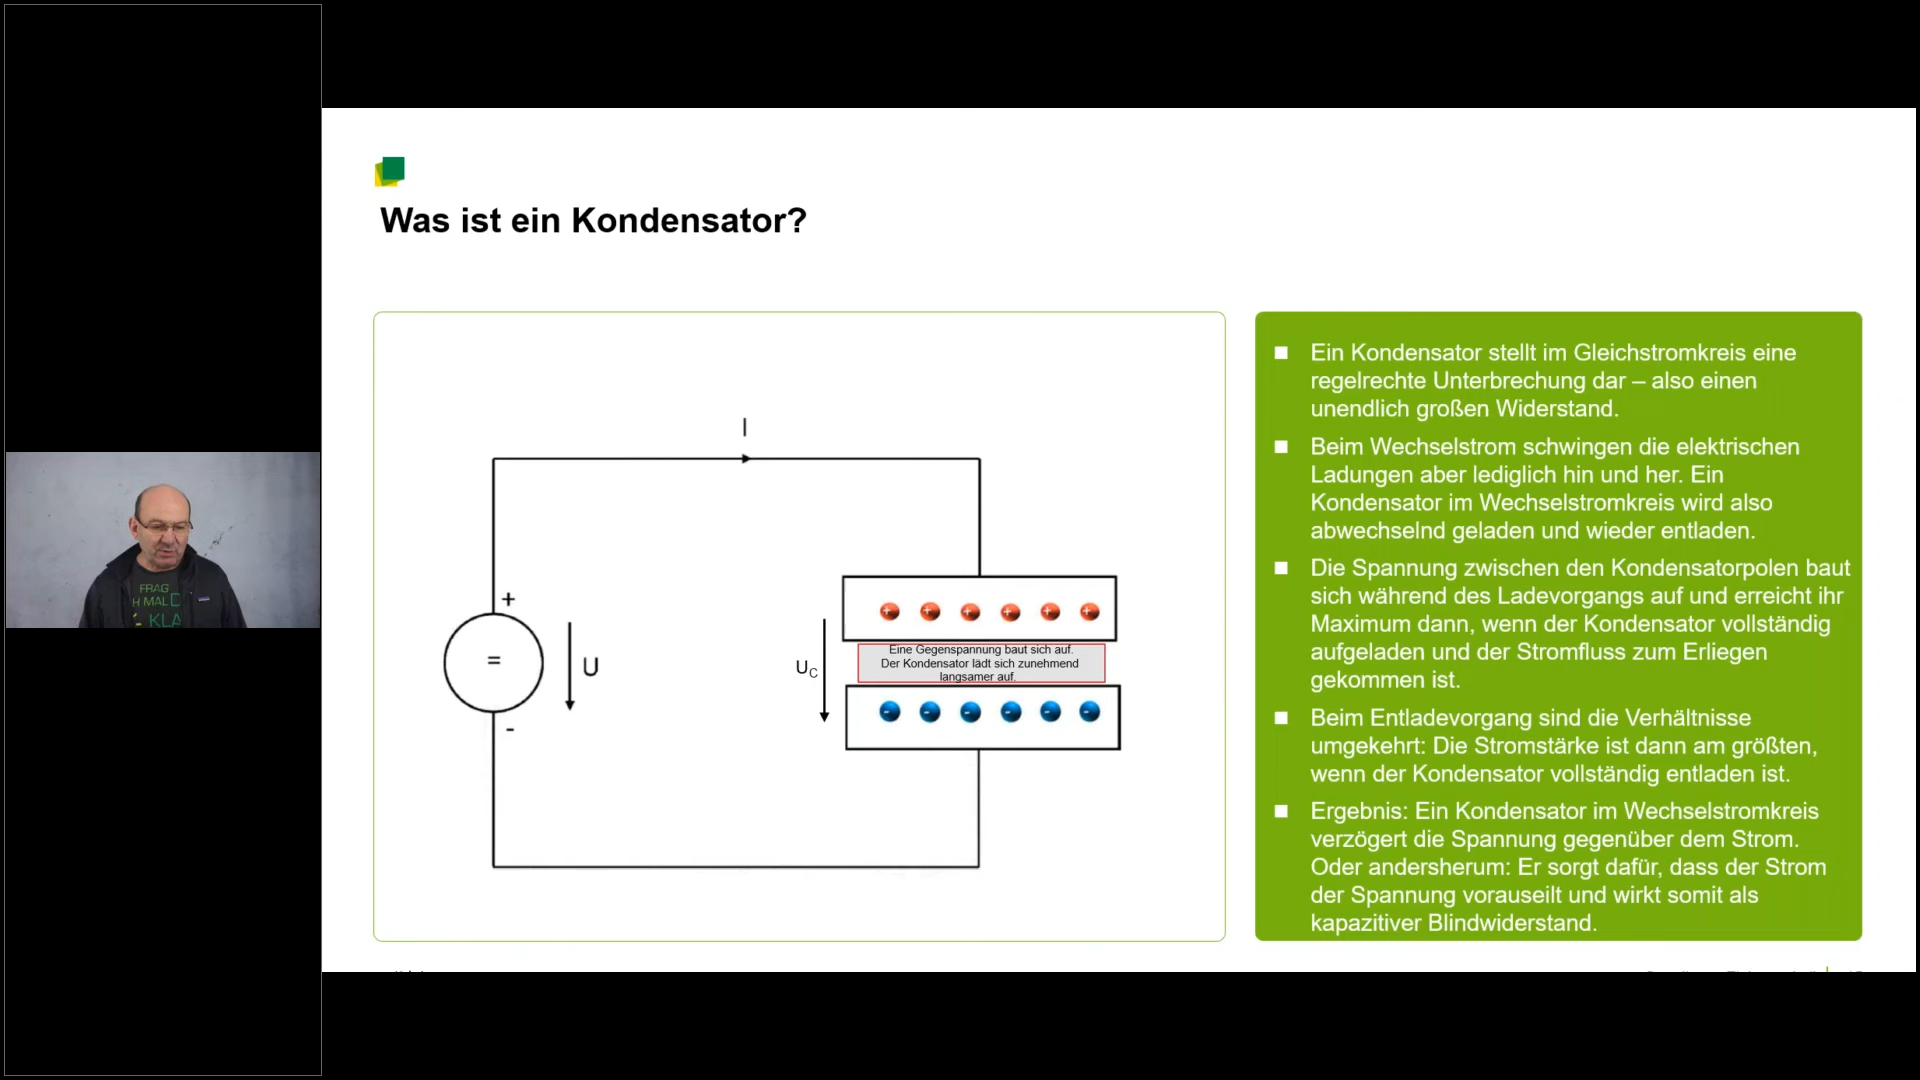 Was ist ein Kondensator?
I
+
=
-
U
UC
+ + + + + +
Eine Gegenspannung baut sich auf.
Der Kondensator lädt sich zunehmend
langsamer auf.
- - - - - -
Ein Kondensator stellt im Gleichstromkreis eine
regelrechte Unterbrechung dar – also einen
unendlich großen Widerstand.
Beim Wechselstrom schwingen die elektrischen
Ladungen aber lediglich hin und her. Ein
Kondensator im Wechselstromkreis wird also
abwechselnd geladen und wieder entladen.
Die Spannung zwischen den Kondensatorpolen baut
sich während des Ladevorgangs auf und erreicht ihr
Maximum dann, wenn der Kondensator vollständig
aufgeladen und der Stromfluss zum Erliegen
gekommen ist.
Beim Entladevorgang sind die Verhältnisse
umgekehrt: Die Stromstärke ist dann am größten,
wenn der Kondensator vollständig entladen ist.
Ergebnis: Ein Kondensator im Wechselstromkreis
verzögert die Spannung gegenüber dem Strom.
Oder andersherum: Er sorgt dafür, dass der Strom
der Spannung vorauseilt und wirkt somit als
kapazitiver Blindwiderstand.
FRAG
MAL
KLA